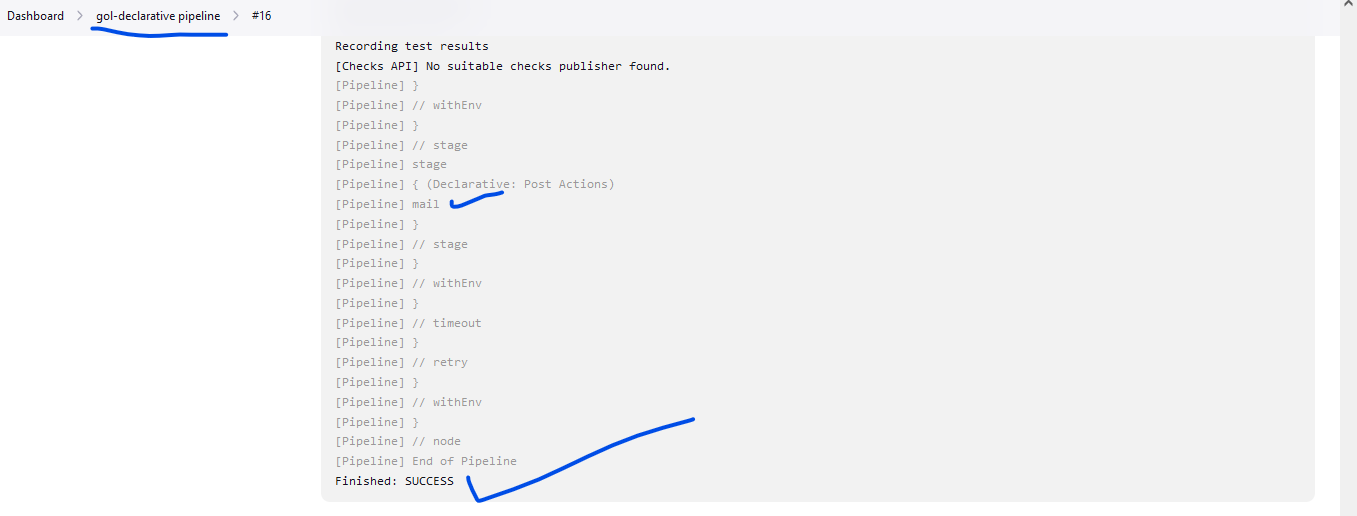 Dashboard > gol-declarative pipeline > #16
Recording test results
[Checks API] No suitable checks publisher found.
[Pipeline] }
[Pipeline] // withEnv
[Pipeline] }
[Pipeline] // stage
[Pipeline] stage
[Pipeline] { (Declarative: Post Actions)
[Pipeline] mail
[Pipeline] }
[Pipeline] // stage
[Pipeline] }
[Pipeline] // withEnv
[Pipeline] }
[Pipeline] // timeout
[Pipeline] }
[Pipeline] // retry
[Pipeline] }
[Pipeline] // withEnv
[Pipeline] }
[Pipeline] // node
[Pipeline] End of Pipeline
Finished: SUCCESS